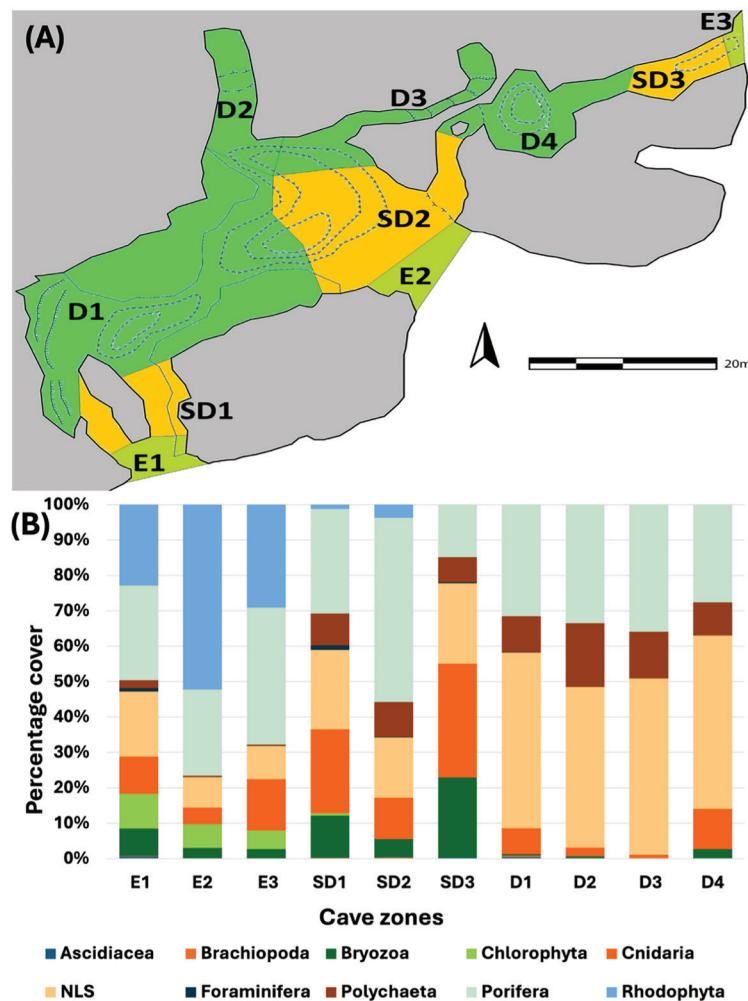 (A)
E3
D2
D3
SD3
D4
SD2
E2
D1
SD1
E1
20m
(B)
100%
90%
80%
70%
60%
50%
40%
30%
20%
10%
0%
Percentage cover
E1 E2 E3 SD1 SD2 SD3 D1 D2 D3 D4
Cave zones
Ascidiacea Brachiopoda Bryozoa Chlorophyta Cnidaria
NLS Foraminifera Polychaeta Porifera Rhodophyta